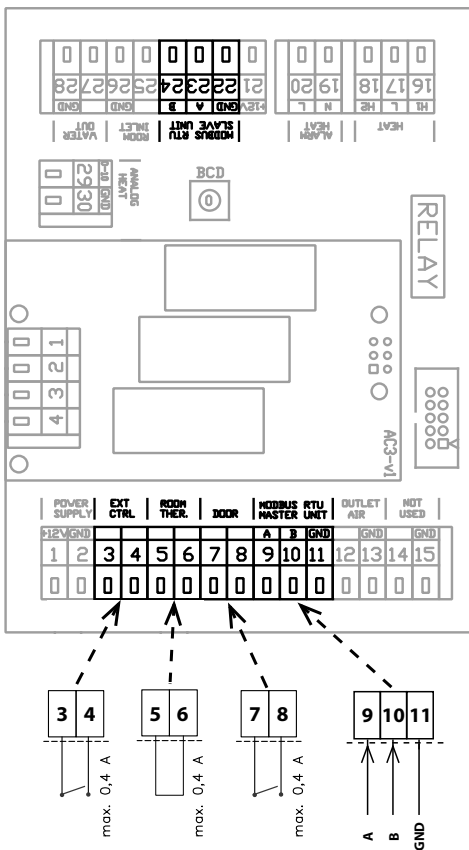 28 27 26 25 24 23 22 21 20 19 18 17 16
GND GND B A GND +12V L N H2 L H1
WATER OUT
ROOM INLET
MODBUS RTU
SLAVE UNIT
ALARM HEAT
HEAT
29 30
0-10 GND
ANALOG HEAT
BCD
RELAY
1
2
3
4
AC3-v1
POWER SUPPLY
EXT CTRL
ROOM THER.
DOOR
MODBUS RTU
MASTER UNIT
OUTLET AIR
NOT USED
+12V GND A B GND GND GND
1 2 3 4 5 6 7 8 9 10 11 12 13 14 15
3 4
5 6
7 8
9 10 11
max. 0,4 A
max. 0,4 A
max. 0,4 A
A
B
GND